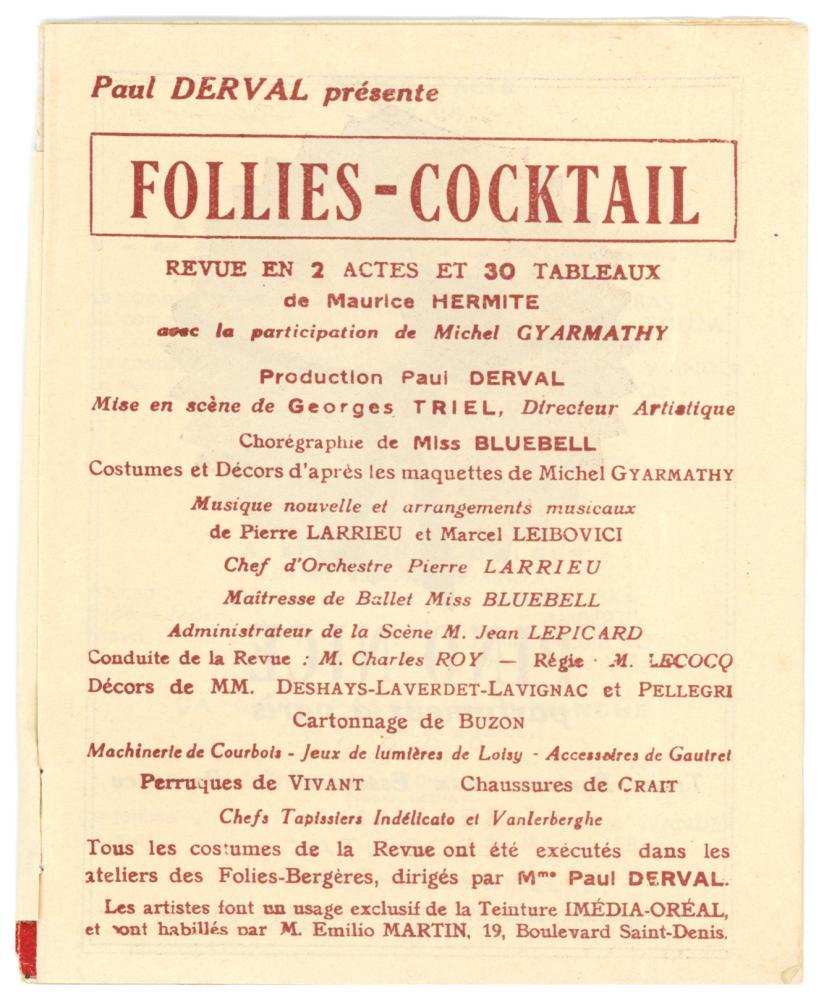 Paul DERVAL présente
FOLLIES-COCKTAIL
REVUE EN 2 ACTES ET 30 TABLEAUX
de Maurice HERMITE
avec la participation de Michel GYARMATHY
Production Paul DERVAL
Mise en scène de Georges TRIEL, Directeur Artistique
Chorégraphie de Miss BLUEBELL
Costumes et Décors d'après les maquettes de Michel GYARMATHY
Musique nouvelle et arrangements musicaux
de Pierre LARRIEU et Marcel LEIBOVICI
Chef d'Orchestre Pierre LARRIEU
Maîtresse de Ballet Miss BLUEBELL
Administrateur de la Scène M. Jean LEPICARD
Conduite de la Revue : M. Charles ROY — Régie · M. LECOCQ
Décors de MM. DESHAYS-LAVERDET-LAVIGNAC et PELLEGRI
Cartonnage de BUZON
Machinerie de Courbois - Jeux de lumières de Loisy - Accessoires de Gautret
Perruques de VIVANT Chaussures de CRAIT
Chefs Tapissiers Indélicato et Vanlerberghe
Tous les costumes de la Revue ont été exécutés dans les
ateliers des Folies-Bergères, dirigés par Mme Paul DERVAL.
Les artistes font un usage exclusif de la Teinture IMÉDIA-ORÉAL,
et sont habillés par M. Emilio MARTIN, 19, Boulevard Saint-Denis.